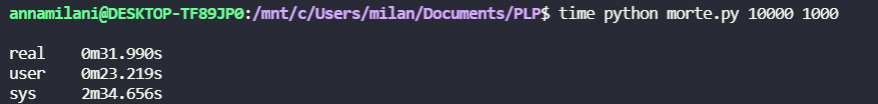 annamilani@DESKTOP-TF89JP0:/mnt/c/Users/milan/Documents/PLP$ time python morte.py 10000 1000
real 0m31.990s
user 0m23.219s
sys 2m34.656s